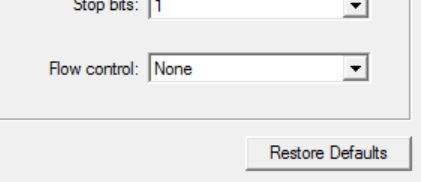 Stop bits: 1
Flow control: None
Restore Defaults